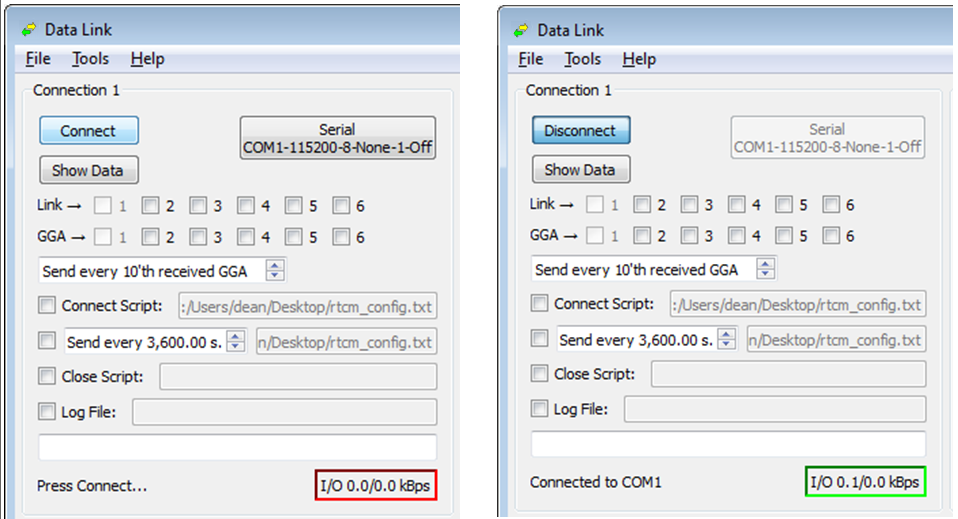 Data Link
File Tools Help
Connection 1
Connect
Serial
COM1-115200-8-None-1-Off
Show Data
Link → 1 2 3 4 5 6
GGA → 1 2 3 4 5 6
Send every 10'th received GGA
Connect Script: :/Users/dean/Desktop/rtcm_config.txt
Send every 3,600.00 s. n/Desktop/rtcm_config.txt
Close Script:
Log File:
Press Connect...
I/O 0.0/0.0 kBps
Data Link
File Tools Help
Connection 1
Disconnect
Serial
COM1-115200-8-None-1-Off
Show Data
Link → 1 2 3 4 5 6
GGA → 1 2 3 4 5 6
Send every 10'th received GGA
Connect Script: :/Users/dean/Desktop/rtcm_config.txt
Send every 3,600.00 s. n/Desktop/rtcm_config.txt
Close Script:
Log File:
Connected to COM1
I/O 0.1/0.0 kBps